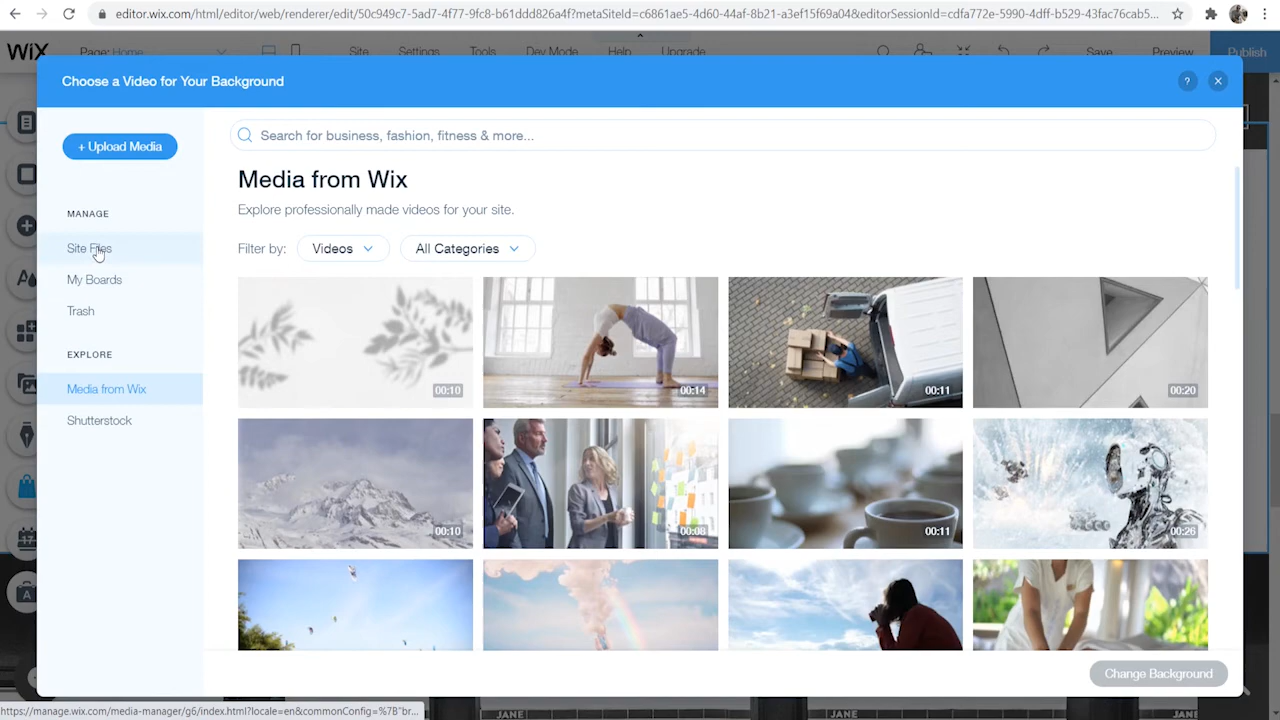 editor.wix.com/html/editor/web/renderer/edit/50c949c7-5ad7-4f77-9fc8-b61ddd826a4f?metaSiteId=c6861ae5-4d60-44af-8b21-a3ef15f69a04&editorSessionId=cdfa772e-5990-4dff-b529-43fac76cab5...
WiX Page: Home Site Settings Tools Dev Mode Help Upgrade Save Preview Publish
Choose a Video for Your Background
?
+ Upload Media
Search for business, fashion, fitness & more...
Media from Wix
Explore professionally made videos for your site.
MANAGE
Site Files
My Boards
Trash
EXPLORE
Media from Wix
Shutterstock
Filter by: Videos All Categories
00:10 00:14 00:11 00:20
00:10 00:08 00:11 00:26
Change Background
https://manage.wix.com/media-manager/g6/index.html?locale=en&commonConfig=%7B"br...
JANE JANE JANE